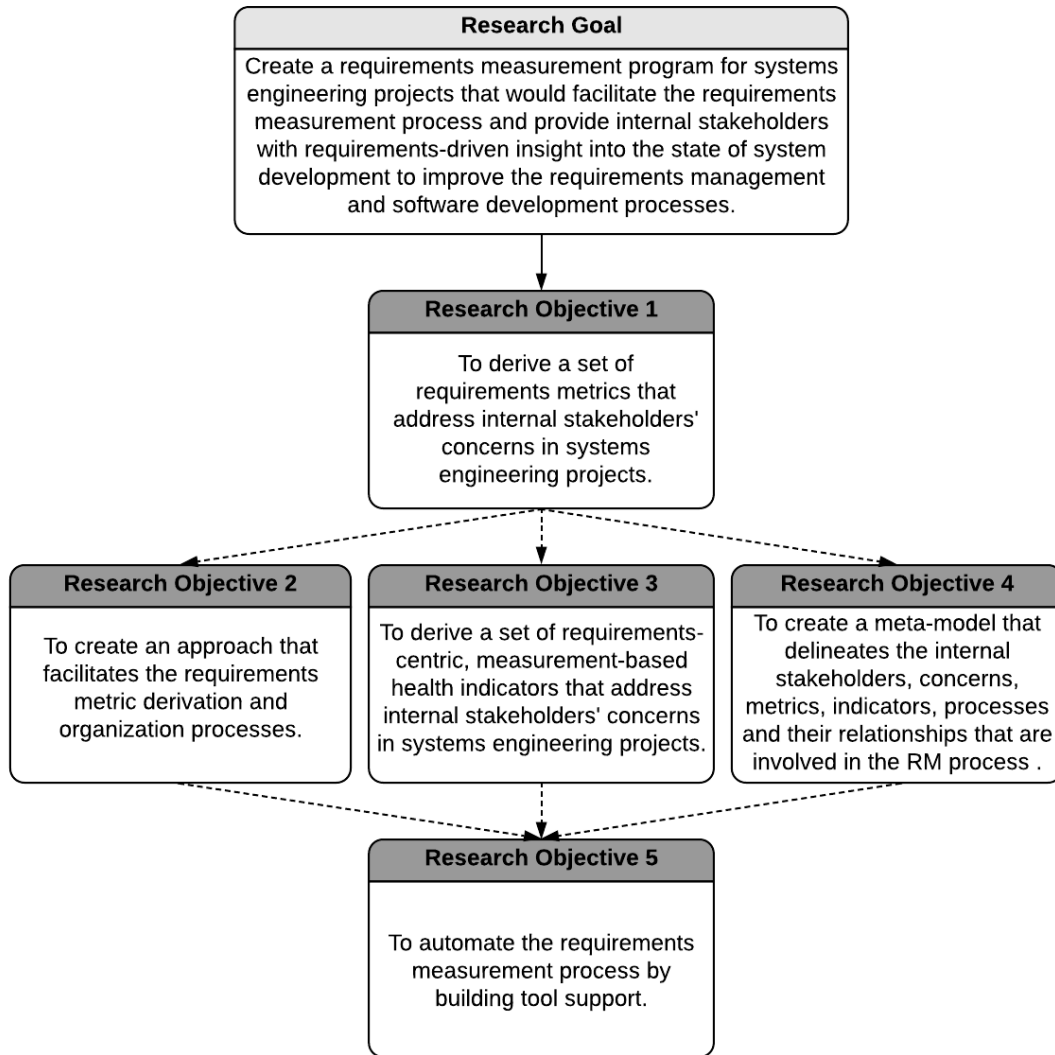 Research Goal
Create a requirements measurement program for systems
engineering projects that would facilitate the requirements
measurement process and provide internal stakeholders
with requirements-driven insight into the state of system
development to improve the requirements management
and software development processes.
Research Objective 1
To derive a set of
requirements metrics that
address internal stakeholders'
concerns in systems
engineering projects.
Research Objective 2
To create an approach that
facilitates the requirements
metric derivation and
organization processes.
Research Objective 3
To derive a set of requirements-
centric, measurement-based
health indicators that address
internal stakeholders' concerns
in systems engineering projects.
Research Objective 4
To create a meta-model that
delineates the internal
stakeholders, concerns,
metrics, indicators, processes
and their relationships that are
involved in the RM process .
Research Objective 5
To automate the requirements
measurement process by
building tool support.